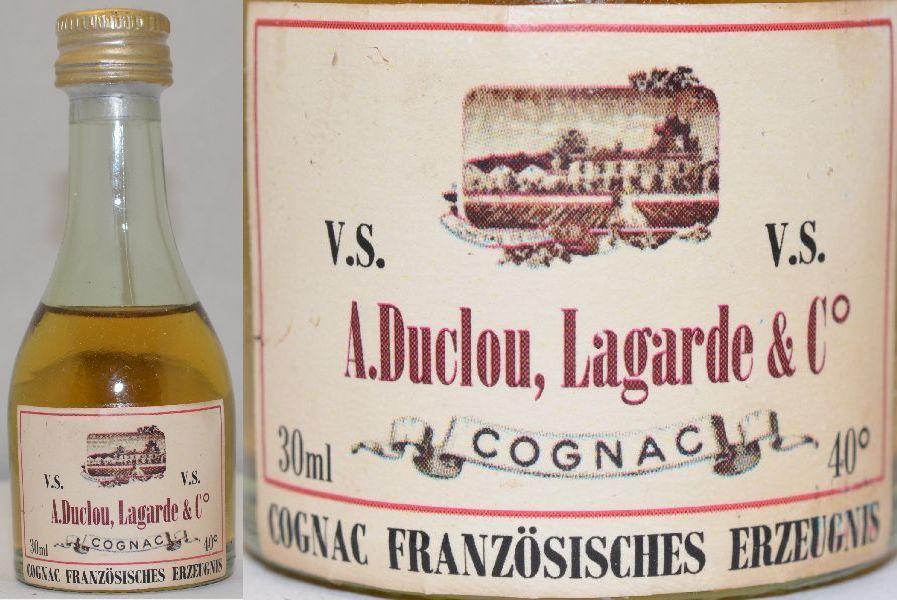 V.S. V.S.
A.Duclou, Lagarde & C°
30ml COGNAC 40°
COGNAC FRANZÖSISCHES ERZEUGNIS
V.S. V.S.
A.Duclou, Lagarde & C°
30ml COGNAC 40°
COGNAC FRANZÖSISCHES ERZEUGNIS